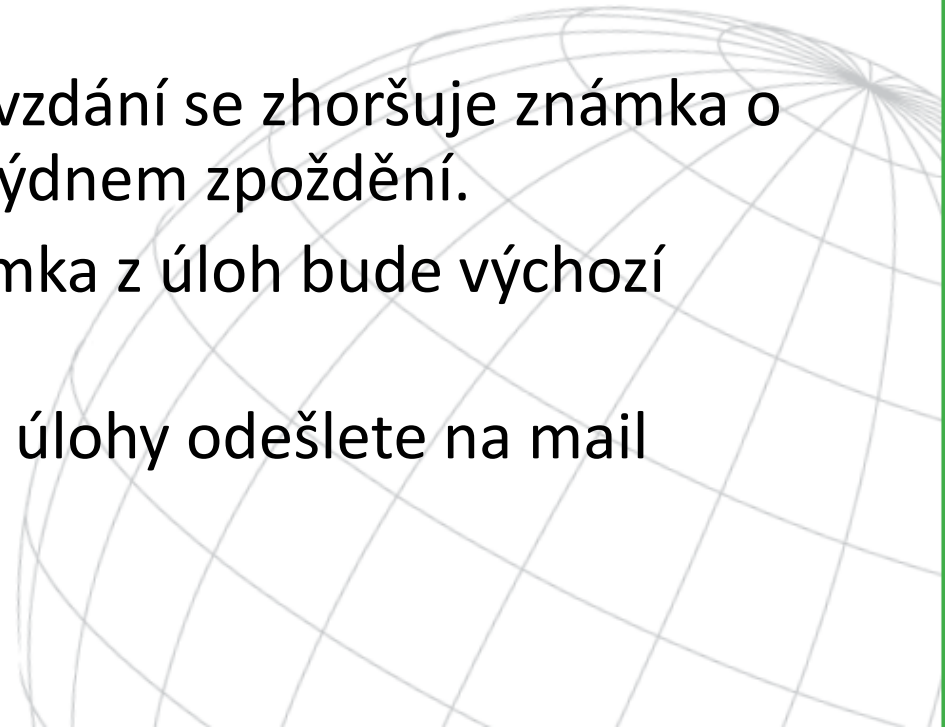 vzdání se zhoršuje známka o
ýdnem zpoždění.
mka z úloh bude výchozí
úlohy odešlete na mail